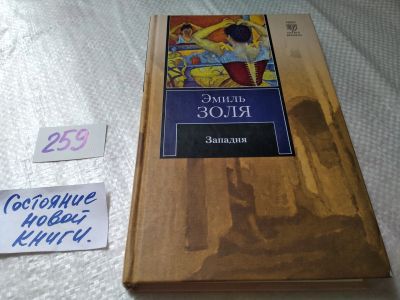 Эмиль
ЗОЛЯ
Западня
259
Состояние
новой
книги.